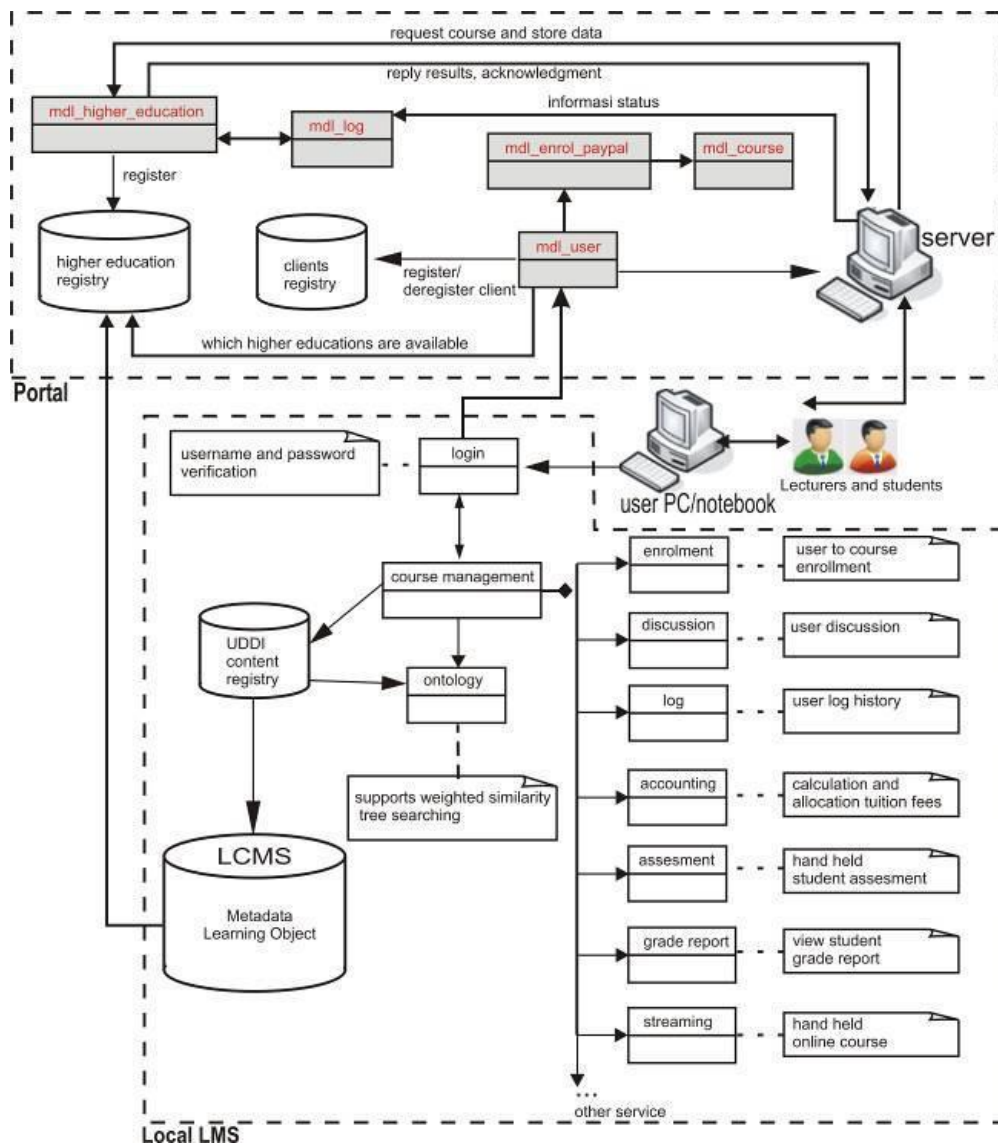 request course and store data
reply results, acknowledgment
informasi status
mdl_higher_education
mdl_log
mdl_enrol_paypal
mdl_course
register
mdl_user
server
higher education
registry
clients
registry
register/
deregister client
which higher educations are available
Portal
username and password
verification
login
user PC/notebook
Lecturers and students
course management
enrolment
user to course
enrollment
UDDI
content
registry
ontology
discussion
user discussion
log
user log history
supports weighted similarity
tree searching
accounting
calculation and
allocation tuition fees
LCMS
Metadata
Learning Object
assesment
hand held
student assesment
grade report
view student
grade report
streaming
hand held
online course
...
other service
Local LMS